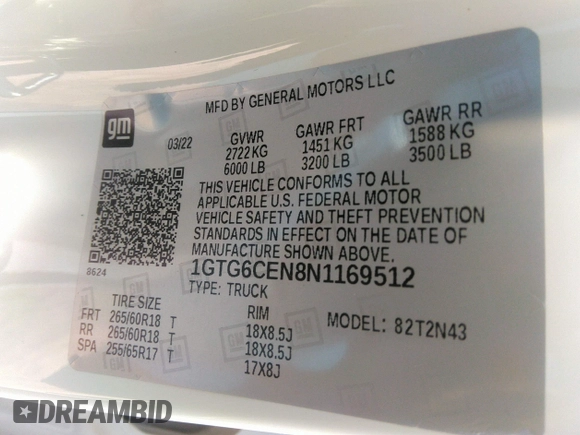 gm
MFD BY GENERAL MOTORS LLC
03/22
GVWR GAWR FRT GAWR RR
2722 KG 1451 KG 1588 KG
6000 LB 3200 LB 3500 LB
THIS VEHICLE CONFORMS TO ALL
APPLICABLE U.S. FEDERAL MOTOR
VEHICLE SAFETY AND THEFT PREVENTION
STANDARDS IN EFFECT ON DATE OF
MANUFACTURE SHOWN ABOVE.
8624
1GTG6CEN8N1169512
TYPE: TRUCK
TIRE SIZE RIM
FRT 265/60R18 T 18X8.5J
RR 265/60R18 T 18X8.5J
SPA 255/65R17 T 17X8J
MODEL: 82T2N43
DREAMBID